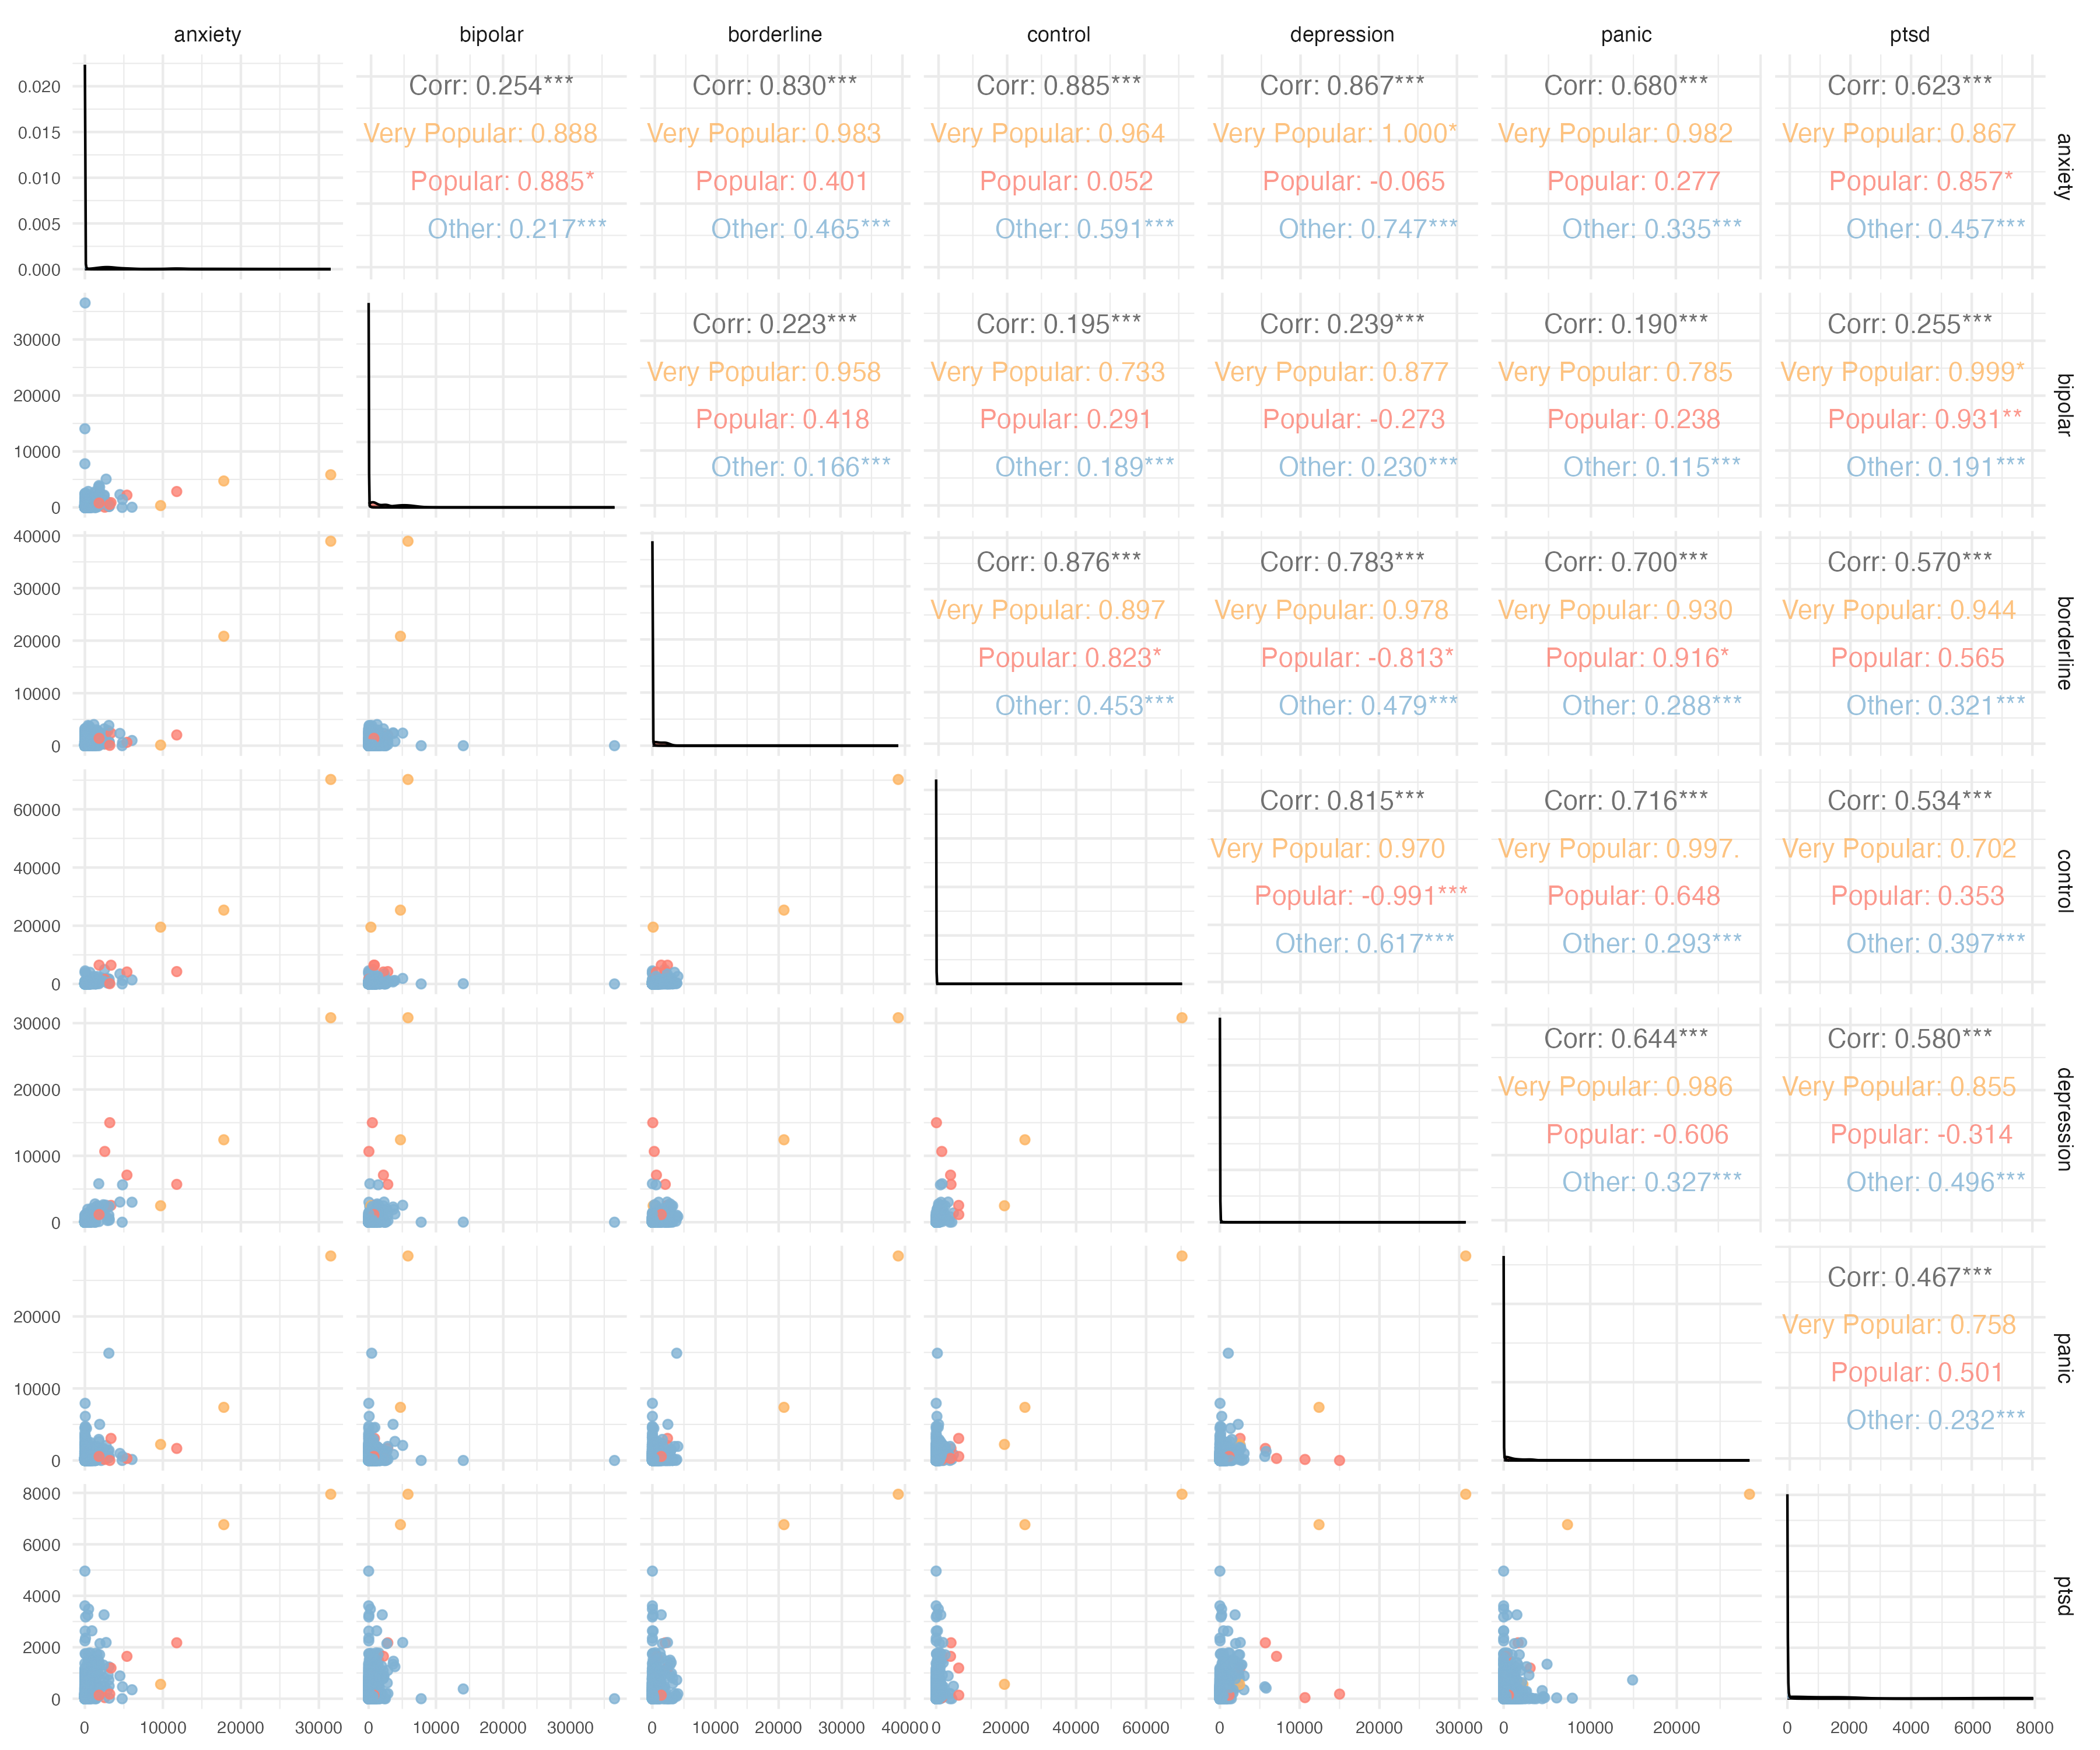 anxiety bipolar borderline control depression panic ptsd
0.020
0.015
0.010
0.005
0.000
Corr: 0.254*** Corr: 0.830*** Corr: 0.885*** Corr: 0.867*** Corr: 0.680*** Corr: 0.623***
Very Popular: 0.888 Very Popular: 0.983 Very Popular: 0.964 Very Popular: 1.000* Very Popular: 0.982 Very Popular: 0.867
Popular: 0.885* Popular: 0.401 Popular: 0.052 Popular: -0.065 Popular: 0.277 Popular: 0.857*
Other: 0.217*** Other: 0.465*** Other: 0.591*** Other: 0.747*** Other: 0.335*** Other: 0.457***
anxiety
30000
20000
10000
0
Corr: 0.223*** Corr: 0.195*** Corr: 0.239*** Corr: 0.190*** Corr: 0.255***
Very Popular: 0.958 Very Popular: 0.733 Very Popular: 0.877 Very Popular: 0.785 Very Popular: 0.999*
Popular: 0.418 Popular: 0.291 Popular: -0.273 Popular: 0.238 Popular: 0.931**
Other: 0.166*** Other: 0.189*** Other: 0.230*** Other: 0.115*** Other: 0.191***
bipolar
40000
30000
20000
10000
0
Corr: 0.876*** Corr: 0.783*** Corr: 0.700*** Corr: 0.570***
Very Popular: 0.897 Very Popular: 0.978 Very Popular: 0.930 Very Popular: 0.944
Popular: 0.823* Popular: -0.813* Popular: 0.916* Popular: 0.565
Other: 0.453*** Other: 0.479*** Other: 0.288*** Other: 0.321***
borderline
60000
40000
20000
0
Corr: 0.815*** Corr: 0.716*** Corr: 0.534***
Very Popular: 0.970 Very Popular: 0.997. Very Popular: 0.702
Popular: -0.991*** Popular: 0.648 Popular: 0.353
Other: 0.617*** Other: 0.293*** Other: 0.397***
control
30000
20000
10000
0
Corr: 0.644*** Corr: 0.580***
Very Popular: 0.986 Very Popular: 0.855
Popular: -0.606 Popular: -0.314
Other: 0.327*** Other: 0.496***
depression
20000
10000
0
Corr: 0.467***
Very Popular: 0.758
Popular: 0.501
Other: 0.232***
panic
8000
6000
4000
2000
0
ptsd
0 10000 20000 30000 0 10000 20000 30000 0 10000 20000 30000 40000 0 20000 40000 60000 0 10000 20000 30000 0 10000 20000 0 2000 4000 6000 8000